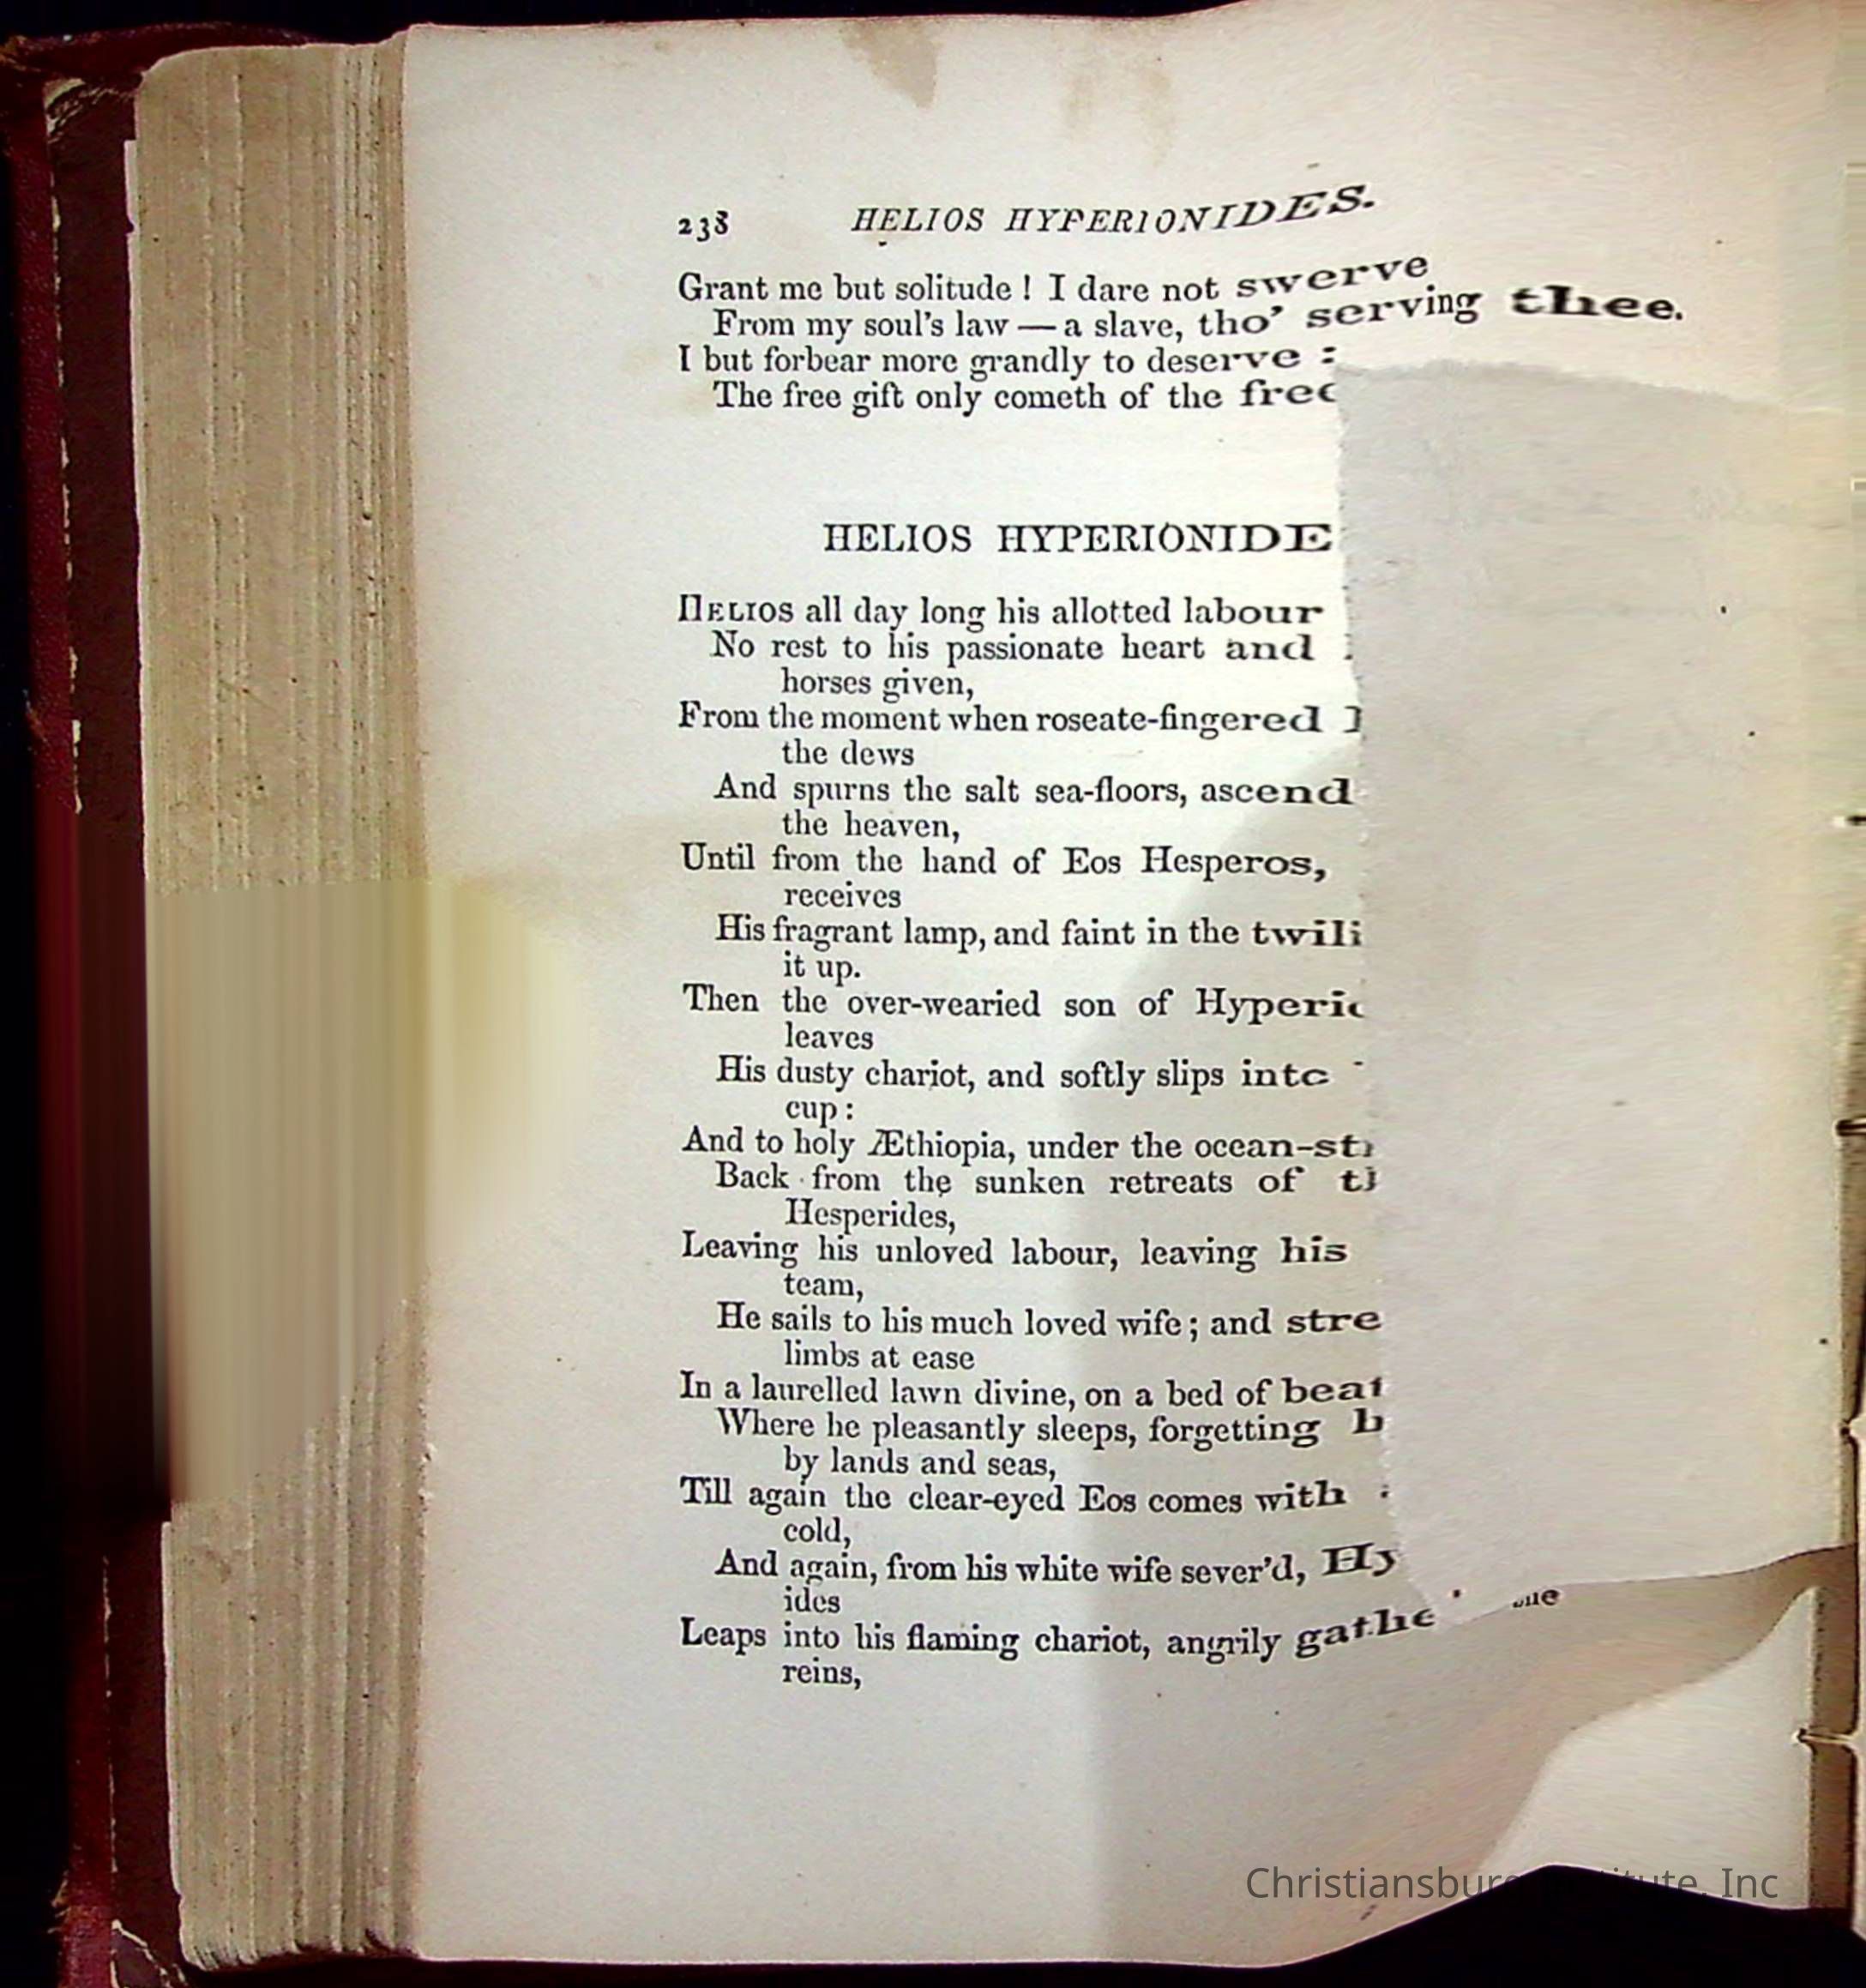 238 HELIOS HYPERIONIDES.
Grant me but solitude ! I dare not swerve
From my soul's law — a slave, tho' serving thee.
I but forbear more grandly to deserve :
The free gift only cometh of the
HELIOS
HELIOS all day long his allotted labour
No rest to his passionate heart and
horses given,
From the moment when roseate-fingered
the dews
And spurns the salt sea-floors,
the heaven,
Until from the hand of Eos Hesperos,
receives
His fragrant lamp, and faint in the
it up.
Then the over-wearied son of
leaves
His dusty chariot, and softly slips
cup :
And to holy Æthiopia, under the
Back from the sunken retreats of
Hesperides,
Leaving his unloved labour, leaving his
team,
He sails to his much loved wife ; and
limbs at ease
In a laurelled lawn divine, on a bed of
Where he pleasantly sleeps, forgetting
by lands and seas,
Till again the clear-eyed Eos comes with
cold,
And again, from his white wife sever'd,
ides
Leaps into his flaming chariot, angrily
reins,
Inc